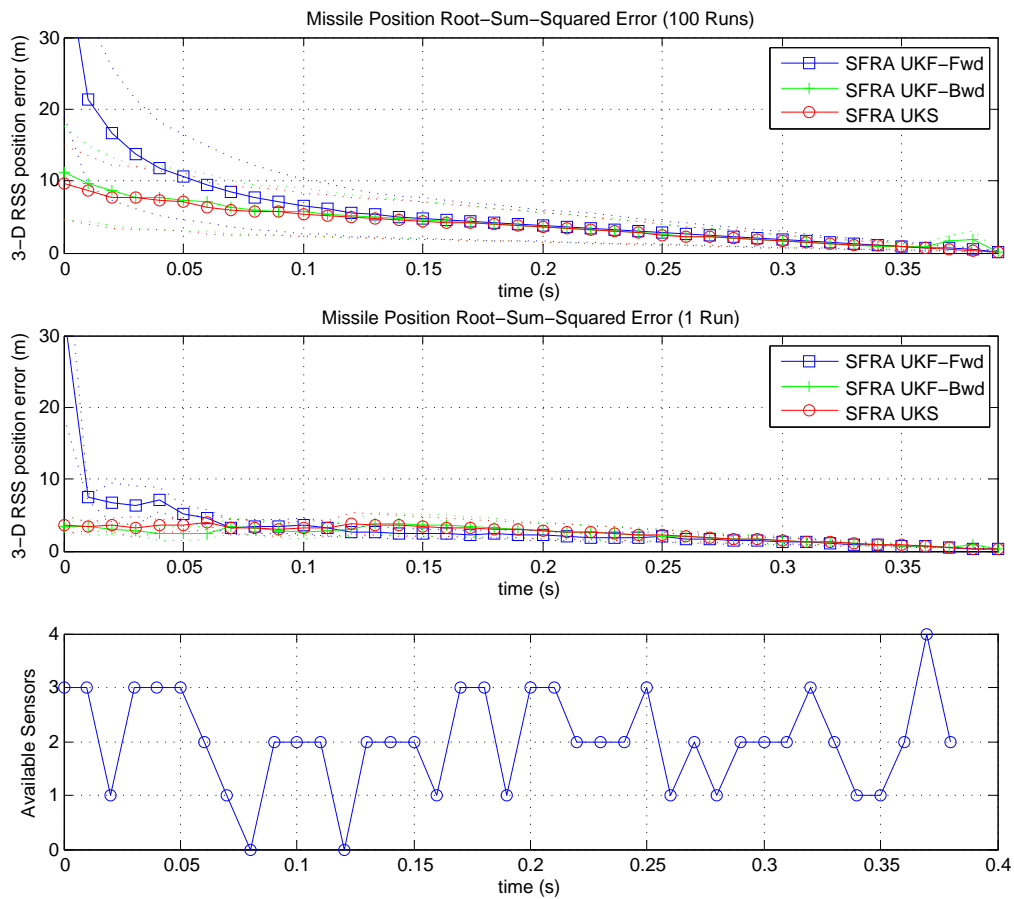 Missile Position Root−Sum−Squared Error (100 Runs)
3−D RSS position error (m)
30
20
10
0
SFRA UKF−Fwd
SFRA UKF−Bwd
SFRA UKS
0 0.05 0.1 0.15 0.2 0.25 0.3 0.35
time (s)
Missile Position Root−Sum−Squared Error (1 Run)
3−D RSS position error (m)
30
20
10
0
SFRA UKF−Fwd
SFRA UKF−Bwd
SFRA UKS
0 0.05 0.1 0.15 0.2 0.25 0.3 0.35
time (s)
Available Sensors
4
3
2
1
0
0 0.05 0.1 0.15 0.2 0.25 0.3 0.35 0.4
time (s)